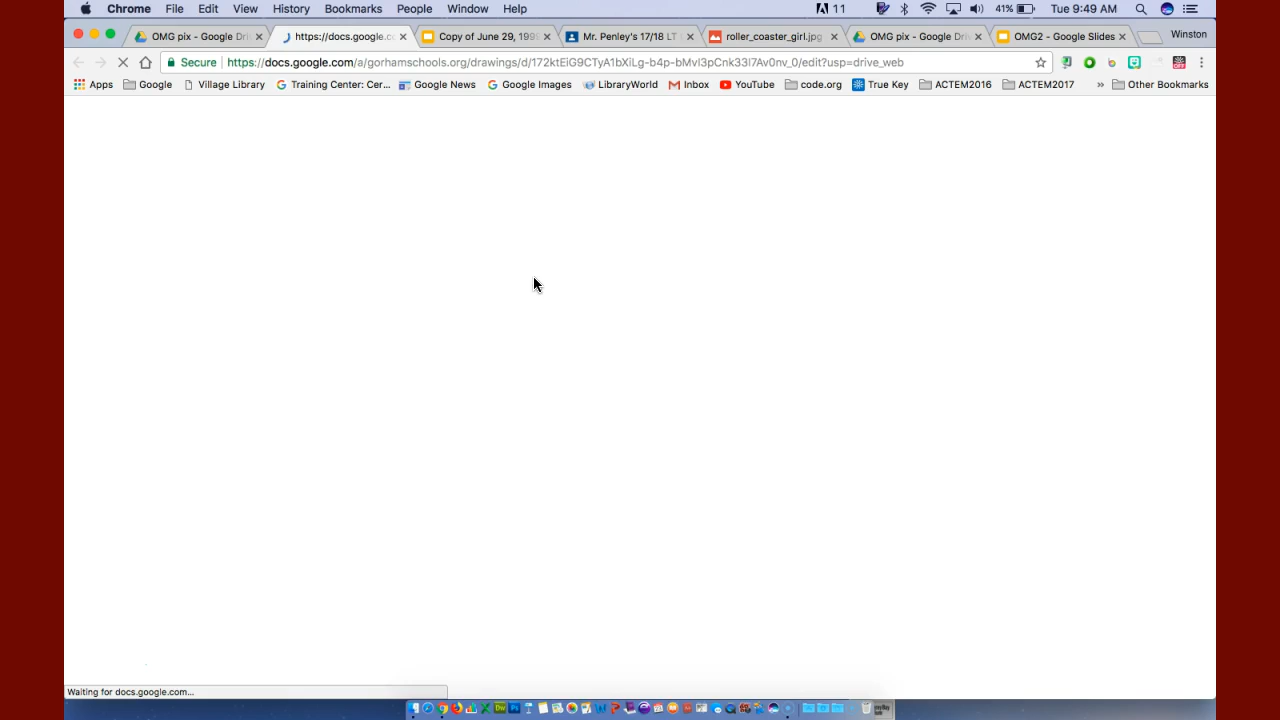 Chrome File Edit View History Bookmarks People Window Help 11 41% Tue 9:49 AM
OMG pix - Google Dri https://docs.google.c Copy of June 29, 199 Mr. Penley's 17/18 LT roller_coaster_girl.jpg OMG pix - Google Dri OMG2 - Google Slides Winston
Secure https://docs.google.com/a/gorhamschools.org/drawings/d/172ktEiG9CTyA1bXiLg-b4p-bMvI3pCnk33I7Av0nv_0/edit?usp=drive_web
Apps Google Village Library Training Center: Cer... Google News Google Images LibraryWorld Inbox YouTube code.org True Key ACTEM2016 ACTEM2017 » Other Bookmarks
Waiting for docs.google.com...